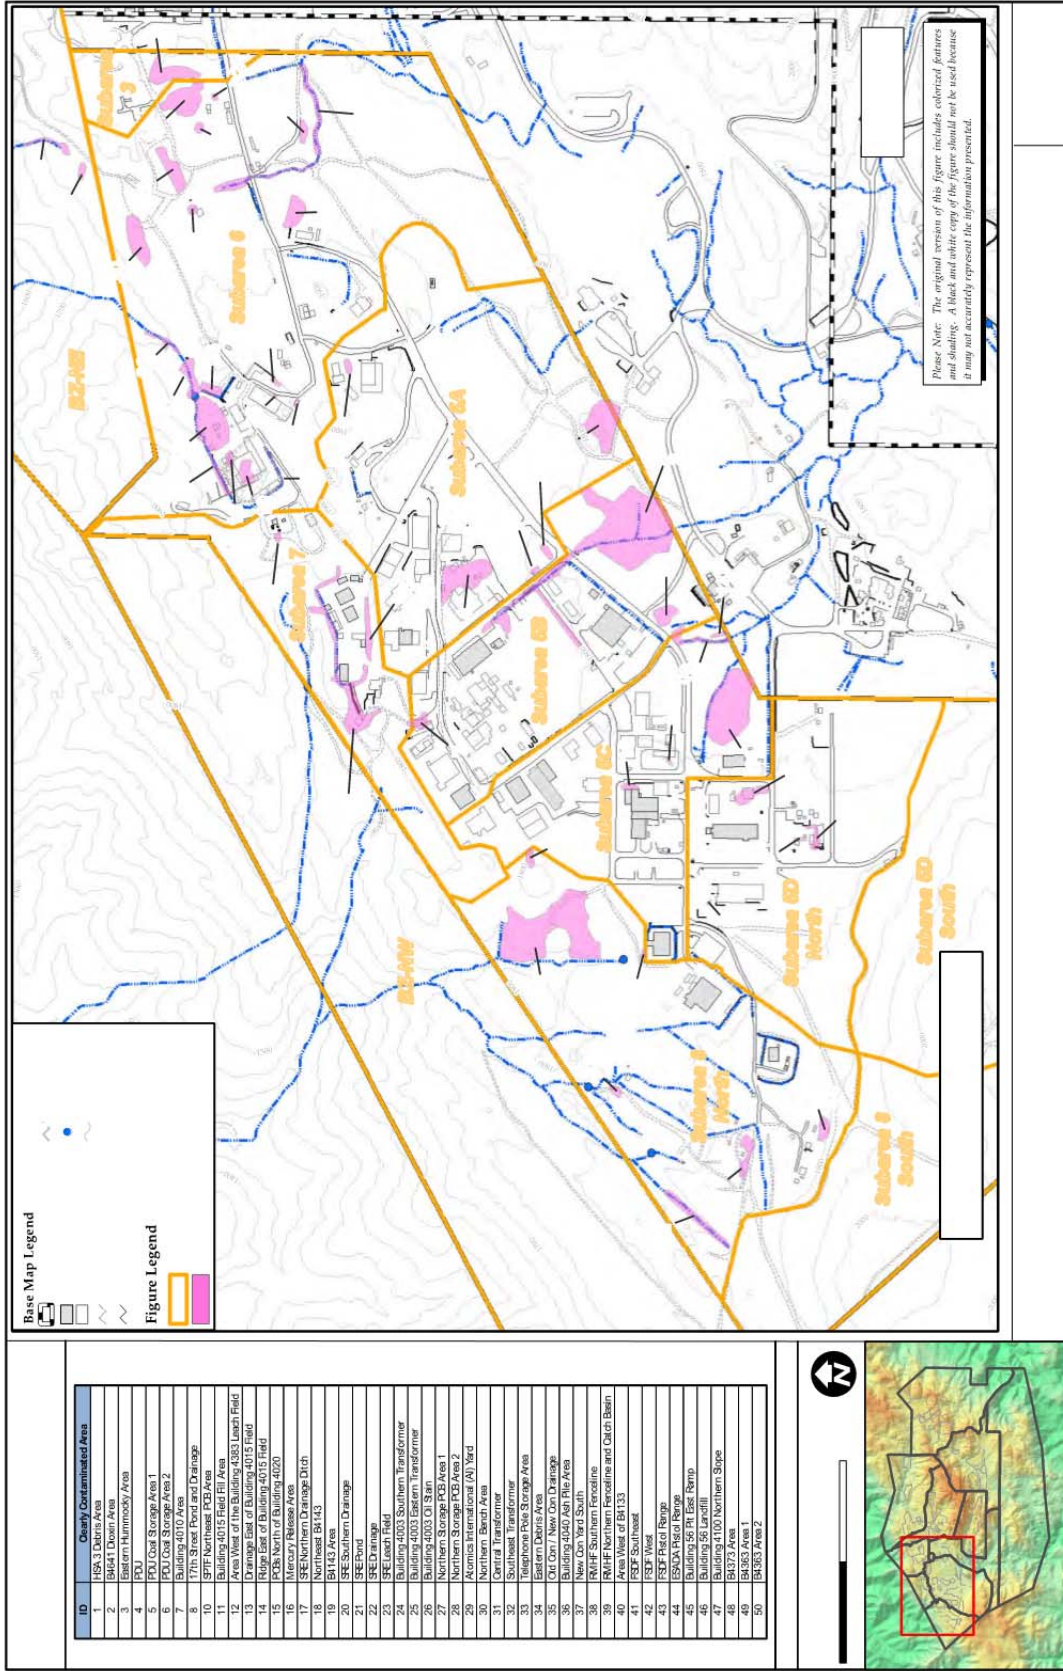 Base Map Legend
Figure Legend
Please Note: The original version of this figure includes colorized features
and shading. A black and white copy of the figure should not be used because
it may not accurately represent the information presented.
Subarea
3
Subarea 6
BZ-NE
Subarea 5A
Subarea 7
Subarea 5B
Subarea 5C
BZ-NW
Subarea 5D
North
Subarea 5D
South
Subarea 8
North
Subarea 8
South
ID Clearly Contaminated Area
1 HSA 3 Debris Area
2 B4641 Dioxin Area
3 Eastern Hummocky Area
4 PDU
5 PDU Coal Storage Area 1
6 PDU Coal Storage Area 2
7 Building 4010 Area
8 17th Street Pond and Drainage
10 SPTF Northeast PCB Area
11 Building 4015 Field Fill Area
12 Area West of the Building 4383 Leach Field
13 Drainage East of Building 4015 Field
14 Ridge East of Building 4015 Field
15 PCBs North of Building 4020
16 Mercury Release Area
17 SRE Northern Drainage Ditch
18 Northeast B4143
19 B4143 Area
20 SRE Southern Drainage
21 SRE Pond
22 SRE Drainage
23 SRE Leach Field
24 Building 4003 Southern Transformer
25 Building 4003 Eastern Transformer
26 Building 4003 Oil Stain
27 Northern Storage PCB Area 1
28 Northern Storage PCB Area 2
29 Atomics International (AI) Yard
30 Northern Bench Area
31 Central Transformer
32 Southeast Transformer
33 Telephone Pole Storage Area
34 Eastern Debris Area
35 Old Con / New Con Drainage
36 Building 4040 Ash Pile Area
37 New Con Yard South
38 RMHF Southern Fenceline
39 RMHF Northern Fenceline and Catch Basin
40 Area West of B4133
41 FSDF Southeast
42 FSDF West
43 FSDF Pistol Range
44 ESADA Pistol Range
45 Building 56 Pit East Ramp
46 Building 56 Landfill
47 Building 4100 Northern Slope
48 B4373 Area
49 B4363 Area 1
50 B4363 Area 2
N